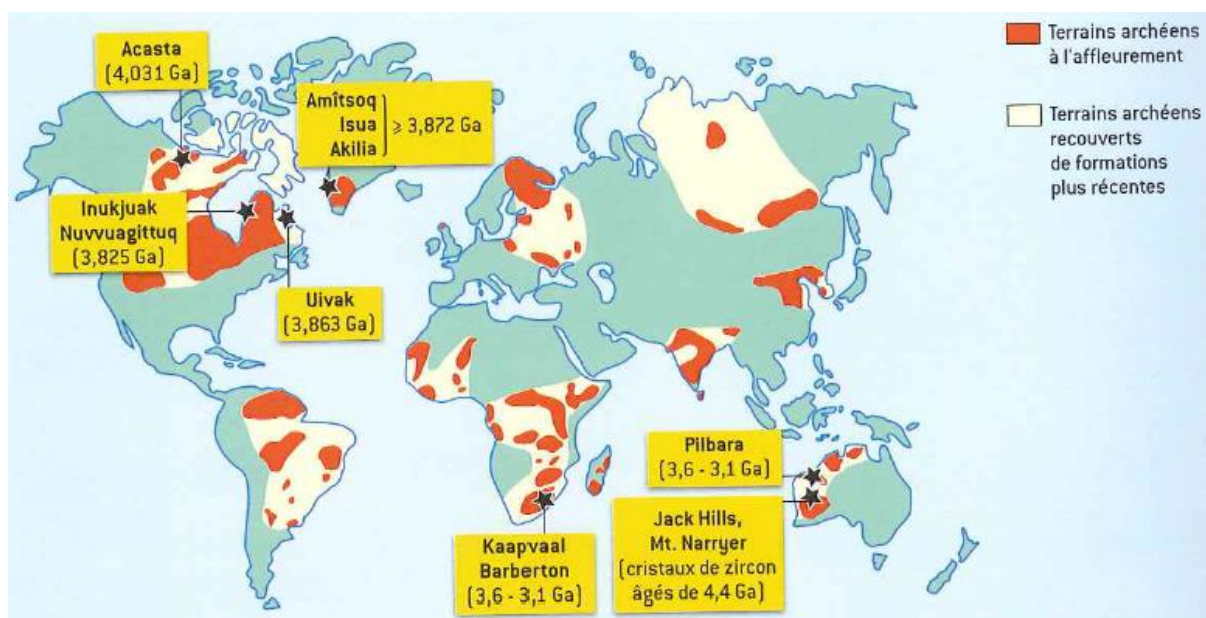 Acasta
(4,031 Ga)
Amîtsoq
Isua
Akilia
⩾ 3,872 Ga
Terrains archéens
à l'affleurement
Terrains archéens
recouverts
de formations
plus récentes
Inukjuak
Nuvvuagittuq
(3,825 Ga)
Uivak
(3,863 Ga)
Pilbara
(3,6 - 3,1 Ga)
Kaapvaal
Barberton
(3,6 - 3,1 Ga)
Jack Hills,
Mt. Narryer
(cristaux de zircon
âgés de 4,4 Ga)